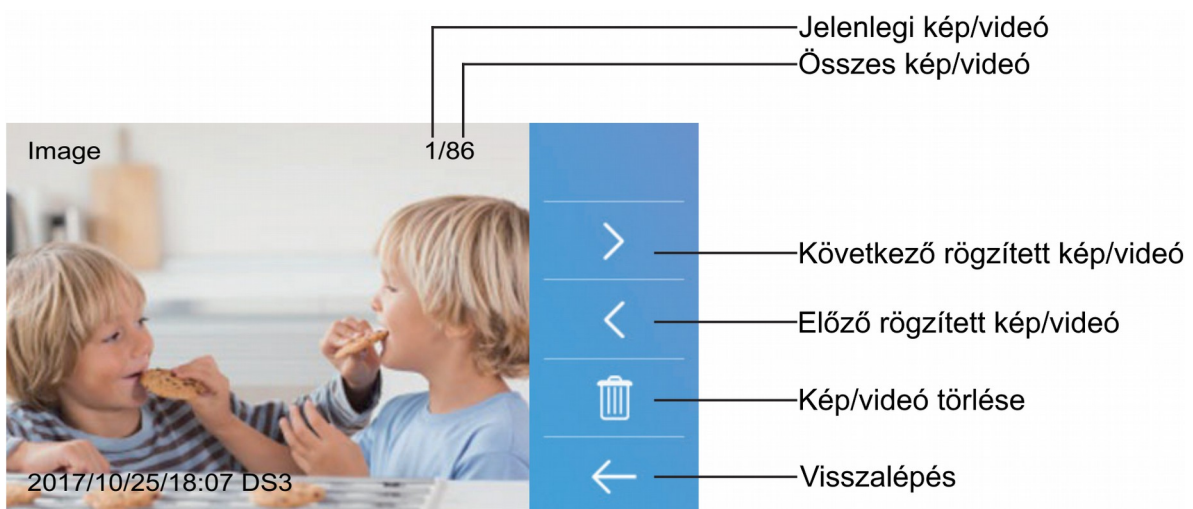 Jelenlegi kép/videó
Összes kép/videó
Image 1/86
Következő rögzített kép/videó
Előző rögzített kép/videó
Kép/videó törlése
2017/10/25/18:07 DS3
Visszalépés